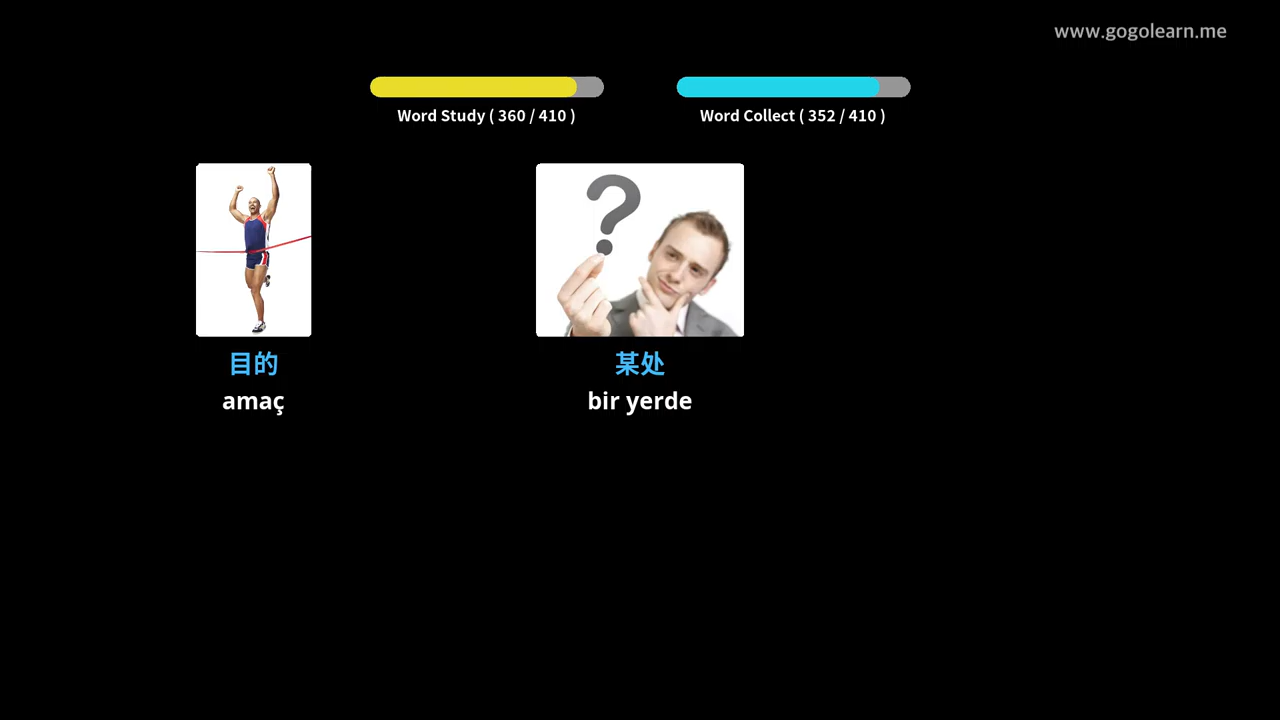 www.gogolearn.me
Word Study ( 360 / 410 )
Word Collect ( 352 / 410 )
目的
amaç
某处
bir yerde